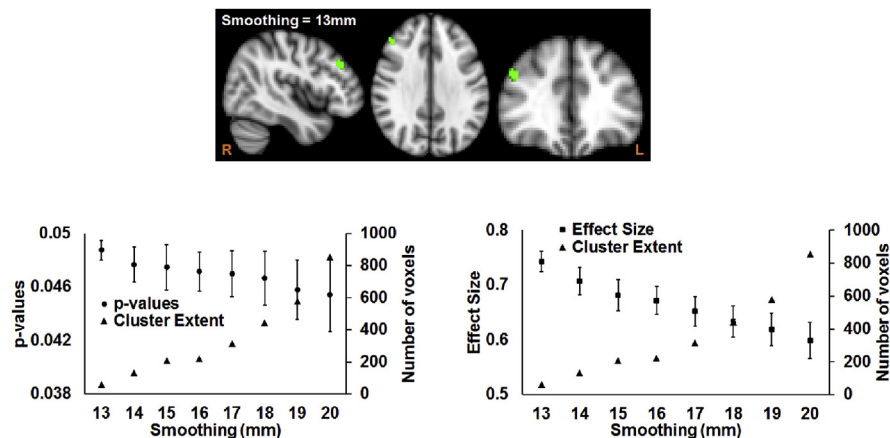 Smoothing = 13mm
R
L
0.05
0.046
0.042
0.038
p-values
p-values
Cluster Extent
1000
800
600
400
200
0
Number of voxels
13 14 15 16 17 18 19 20
Smoothing (mm)
0.8
0.7
0.6
0.5
Effect Size
Effect Size
Cluster Extent
1000
800
600
400
200
0
Number of voxels
13 14 15 16 17 18 19 20
Smoothing (mm)